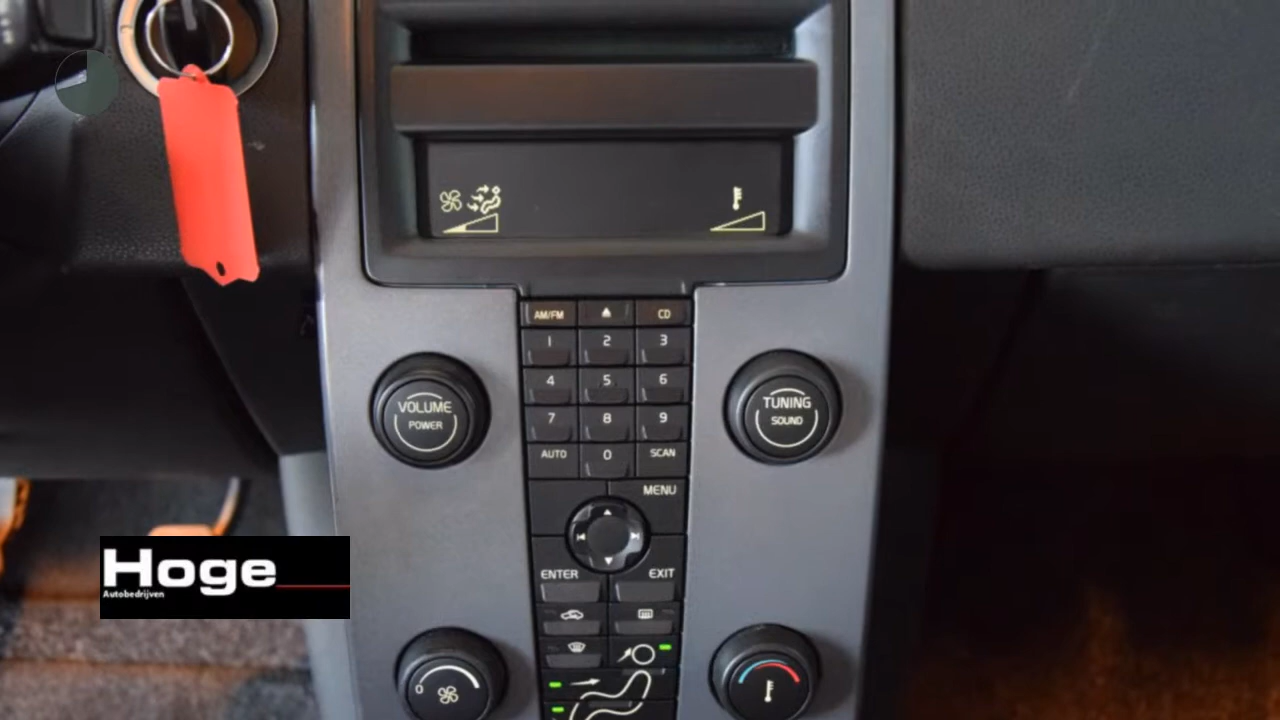 AM/FM
CD
1 2 3
4 5 6
7 8 9
AUTO 0 SCAN
VOLUME
POWER
TUNING
SOUND
MENU
ENTER
EXIT
0
Hoge
Autobedrijven